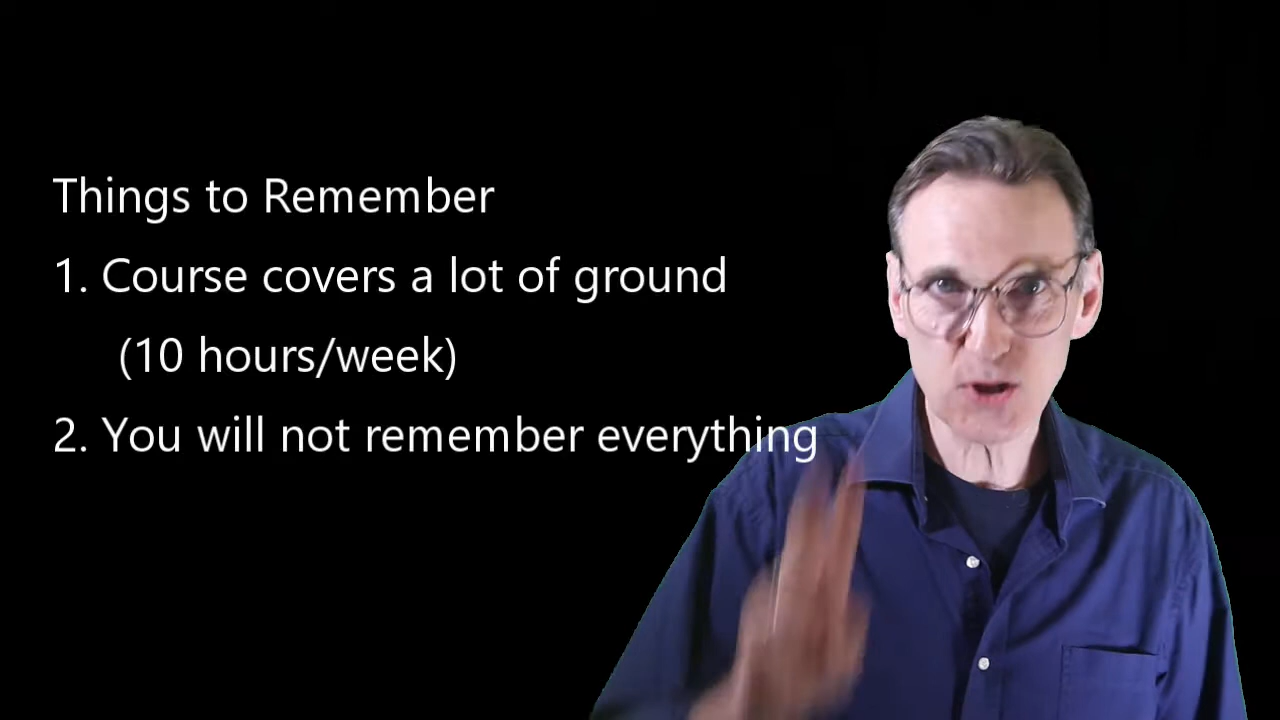 Things to Remember
1. Course covers a lot of ground
(10 hours/week)
2. You will not remember everything